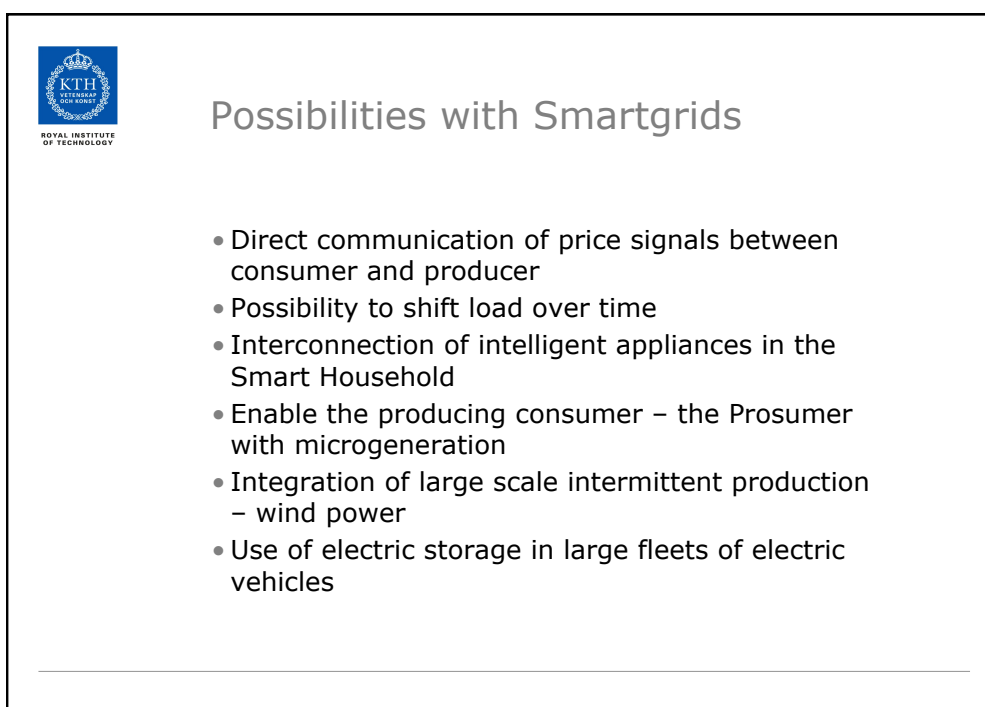 KTH
VETENSKAP
OCH KONST
ROYAL INSTITUTE
OF TECHNOLOGY
Possibilities with Smartgrids
• Direct communication of price signals between
consumer and producer
• Possibility to shift load over time
• Interconnection of intelligent appliances in the
Smart Household
• Enable the producing consumer – the Prosumer
with microgeneration
• Integration of large scale intermittent production
– wind power
• Use of electric storage in large fleets of electric
vehicles